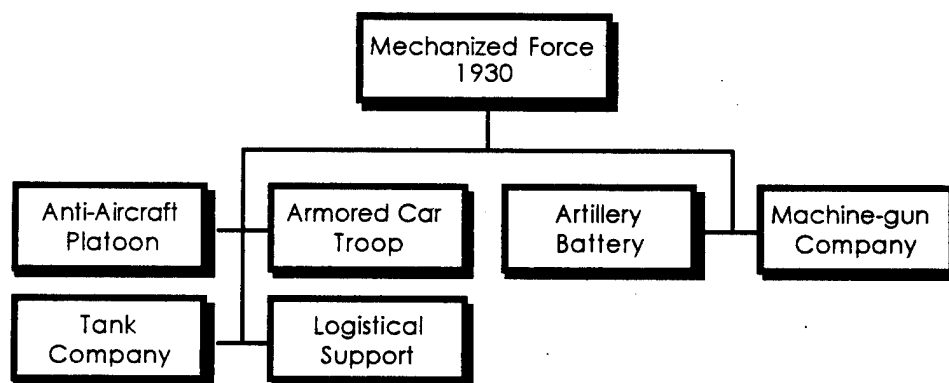 Mechanized Force
1930
Anti-Aircraft
Platoon
Armored Car
Troop
Artillery
Battery
Machine-gun
Company
Tank
Company
Logistical
Support